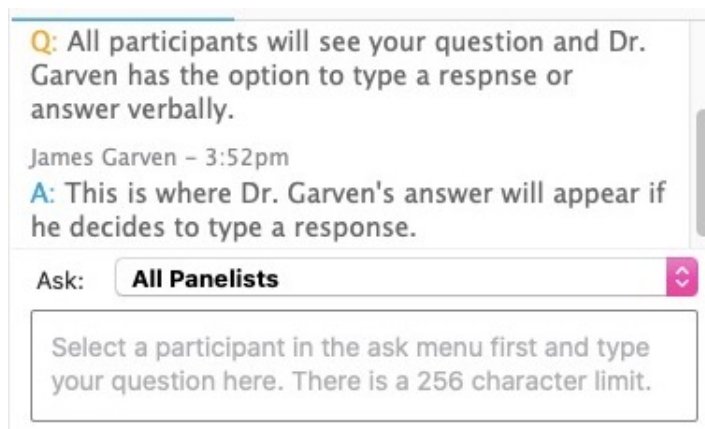 Q: All participants will see your question and Dr.
Garven has the option to type a respnse or
answer verbally.
James Garven – 3:52pm
A: This is where Dr. Garven's answer will appear if
he decides to type a response.
Ask: All Panelists
Select a participant in the ask menu first and type
your question here. There is a 256 character limit.